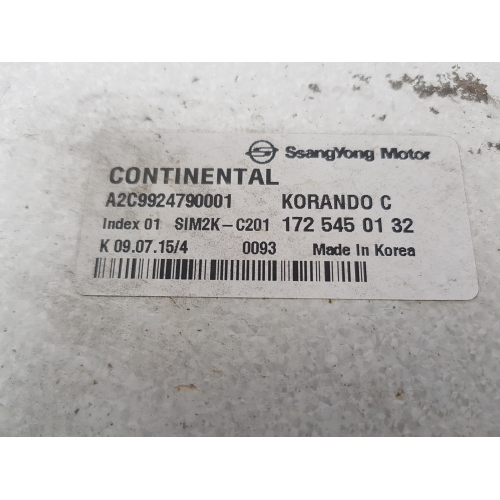 SsangYong Motor
CONTINENTAL
A2C9924790001 KORANDO C
Index 01 SIM2K-C201 172 545 01 32
K 09.07.15/4 0093 Made In Korea